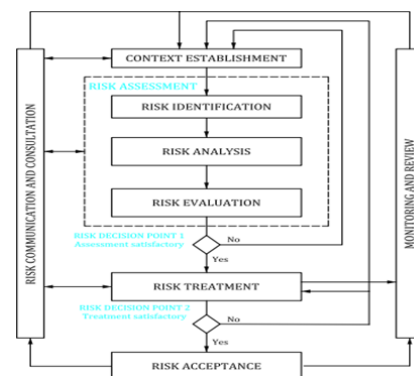 CONTEXT ESTABLISHMENT
RISK ASSESSMENT
RISK IDENTIFICATION
RISK ANALYSIS
RISK EVALUATION
RISK DECISION POINT 1
Assessment satisfactory
No
Yes
RISK TREATMENT
RISK DECISION POINT 2
Treatment satisfactory
No
Yes
RISK ACCEPTANCE
RISK COMMUNICATION AND CONSULTATION
MONITORING AND REVIEW